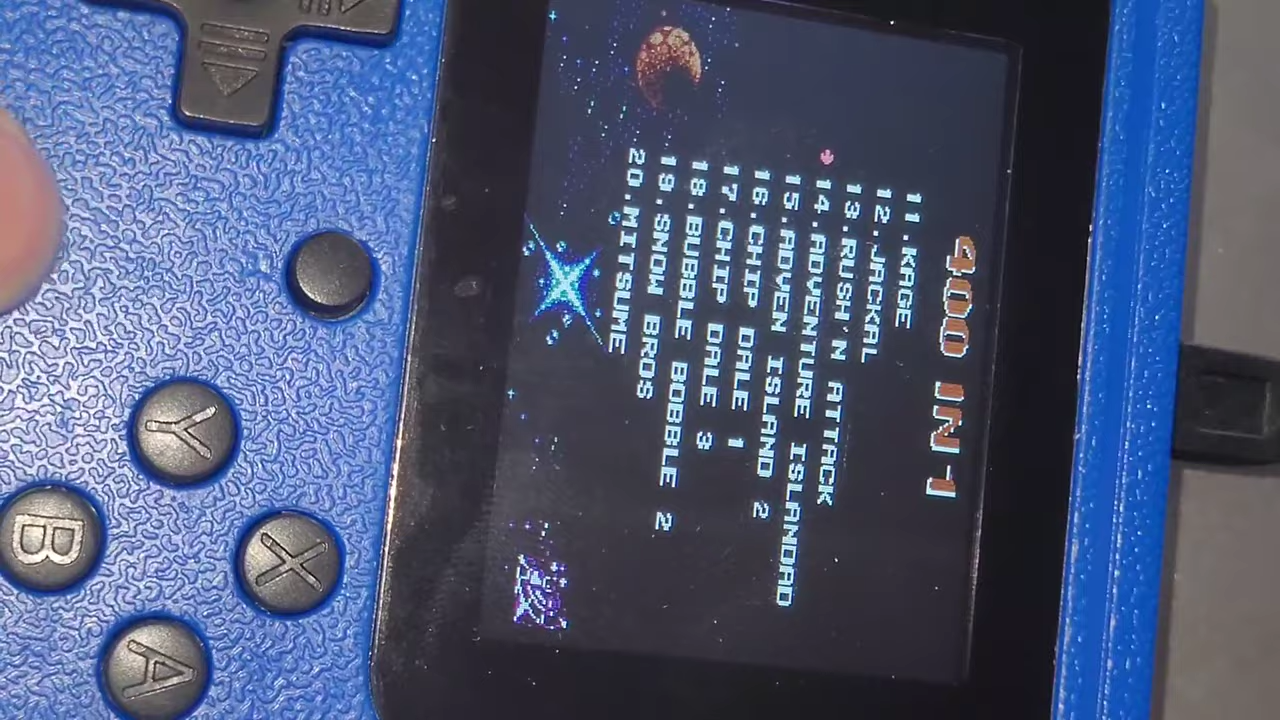 400 IN-1
11.KAGE
12.JACKAL
13.RUSH'N ATTACK
14.ADVENTURE ISLANDAD
15.ADVEN ISLAND 2
16.CHIP DALE 1
17.CHIP DALE 3
18.BUBBLE BOBBLE 2
19.SNOW BROS
20.MITSUME
Y
X
B
A